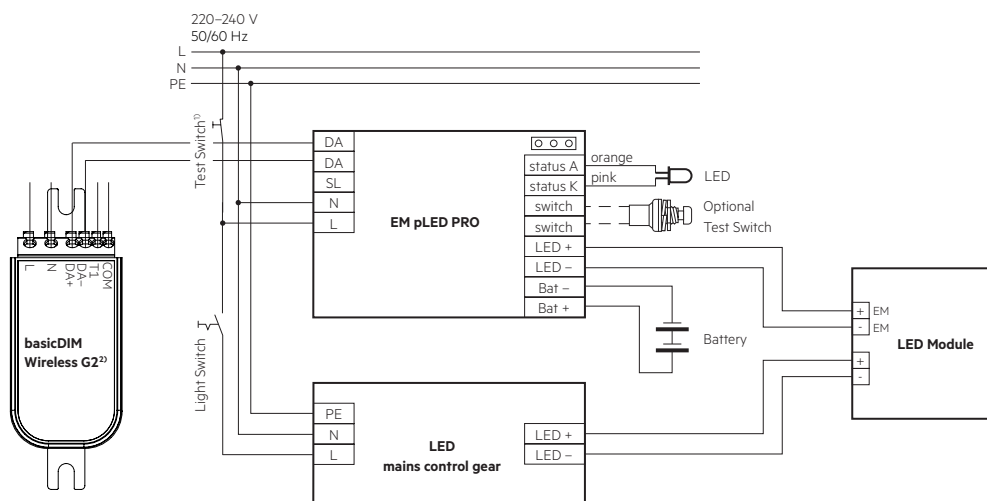 220–240 V
50/60 Hz
L
N
PE
Test Switch¹⁾
DA
DA
SL
N
L
EM pLED PRO
status A
status K
switch
switch
LED +
LED –
Bat –
Bat +
orange
pink
LED
Optional
Test Switch
Battery
L
N
DA+
DA-
T1
COM
basicDIM
Wireless G2²⁾
Light Switch
PE
N
L
LED
mains control gear
LED +
LED –
+ EM
- EM
+
-
LED Module